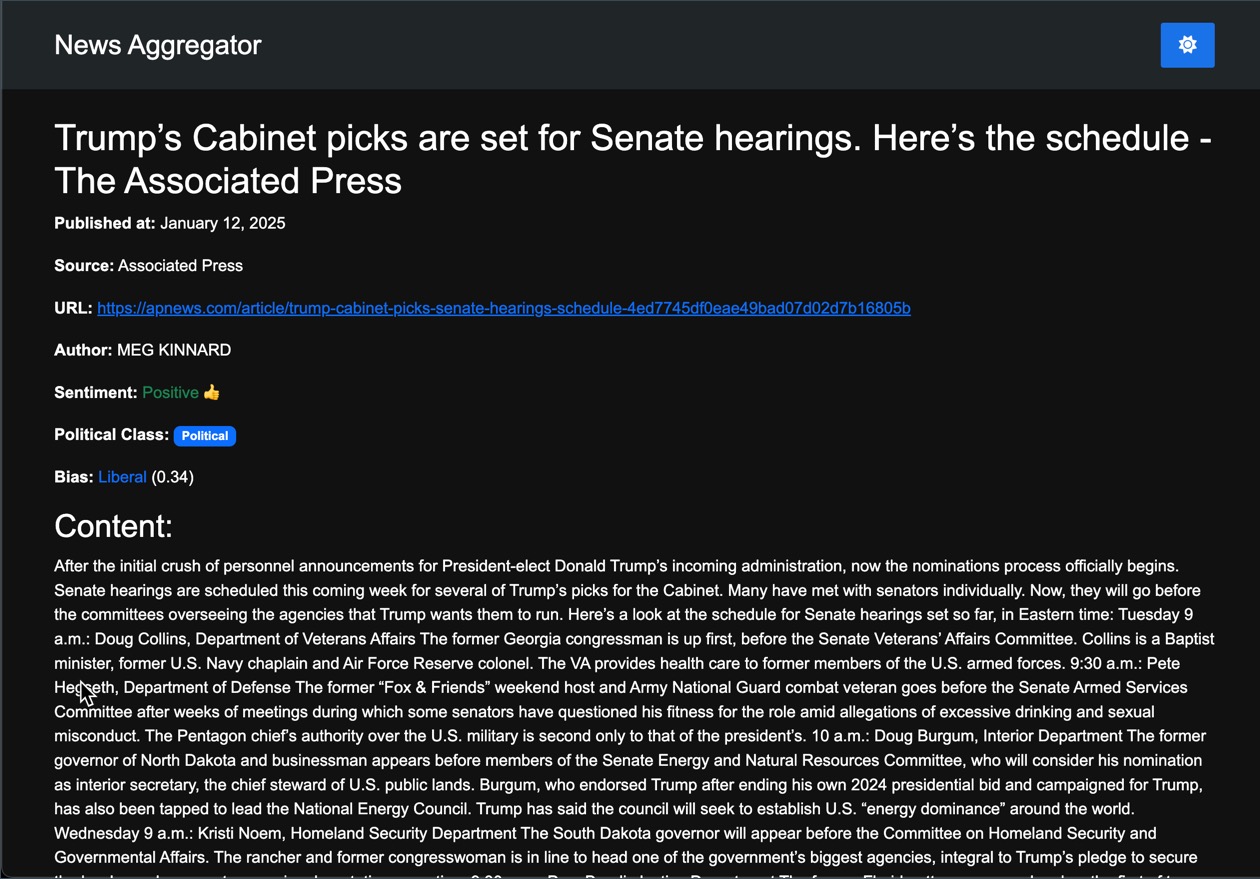 News Aggregator
Trump’s Cabinet picks are set for Senate hearings. Here’s the schedule -
The Associated Press
Published at: January 12, 2025
Source: Associated Press
URL: https://apnews.com/article/trump-cabinet-picks-senate-hearings-schedule-4ed7745df0eae49bad07d02d7b16805b
Author: MEG KINNARD
Sentiment: Positive 👍
Political Class: Political
Bias: Liberal (0.34)
Content:
After the initial crush of personnel announcements for President-elect Donald Trump’s incoming administration, now the nominations process officially begins.
Senate hearings are scheduled this coming week for several of Trump’s picks for the Cabinet. Many have met with senators individually. Now, they will go before
the committees overseeing the agencies that Trump wants them to run. Here’s a look at the schedule for Senate hearings set so far, in Eastern time: Tuesday 9
a.m.: Doug Collins, Department of Veterans Affairs The former Georgia congressman is up first, before the Senate Veterans’ Affairs Committee. Collins is a Baptist
minister, former U.S. Navy chaplain and Air Force Reserve colonel. The VA provides health care to former members of the U.S. armed forces. 9:30 a.m.: Pete
Hegseth, Department of Defense The former “Fox & Friends” weekend host and Army National Guard combat veteran goes before the Senate Armed Services
Committee after weeks of meetings during which some senators have questioned his fitness for the role amid allegations of excessive drinking and sexual
misconduct. The Pentagon chief’s authority over the U.S. military is second only to that of the president’s. 10 a.m.: Doug Burgum, Interior Department The former
governor of North Dakota and businessman appears before members of the Senate Energy and Natural Resources Committee, who will consider his nomination
as interior secretary, the chief steward of U.S. public lands. Burgum, who endorsed Trump after ending his own 2024 presidential bid and campaigned for Trump,
has also been tapped to lead the National Energy Council. Trump has said the council will seek to establish U.S. “energy dominance” around the world.
Wednesday 9 a.m.: Kristi Noem, Homeland Security Department The South Dakota governor will appear before the Committee on Homeland Security and
Governmental Affairs. The rancher and former congresswoman is in line to head one of the government’s biggest agencies, integral to Trump’s pledge to secure